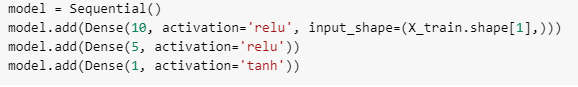 model = Sequential()
model.add(Dense(10, activation='relu', input_shape=(X_train.shape[1],)))
model.add(Dense(5, activation='relu'))
model.add(Dense(1, activation='tanh'))